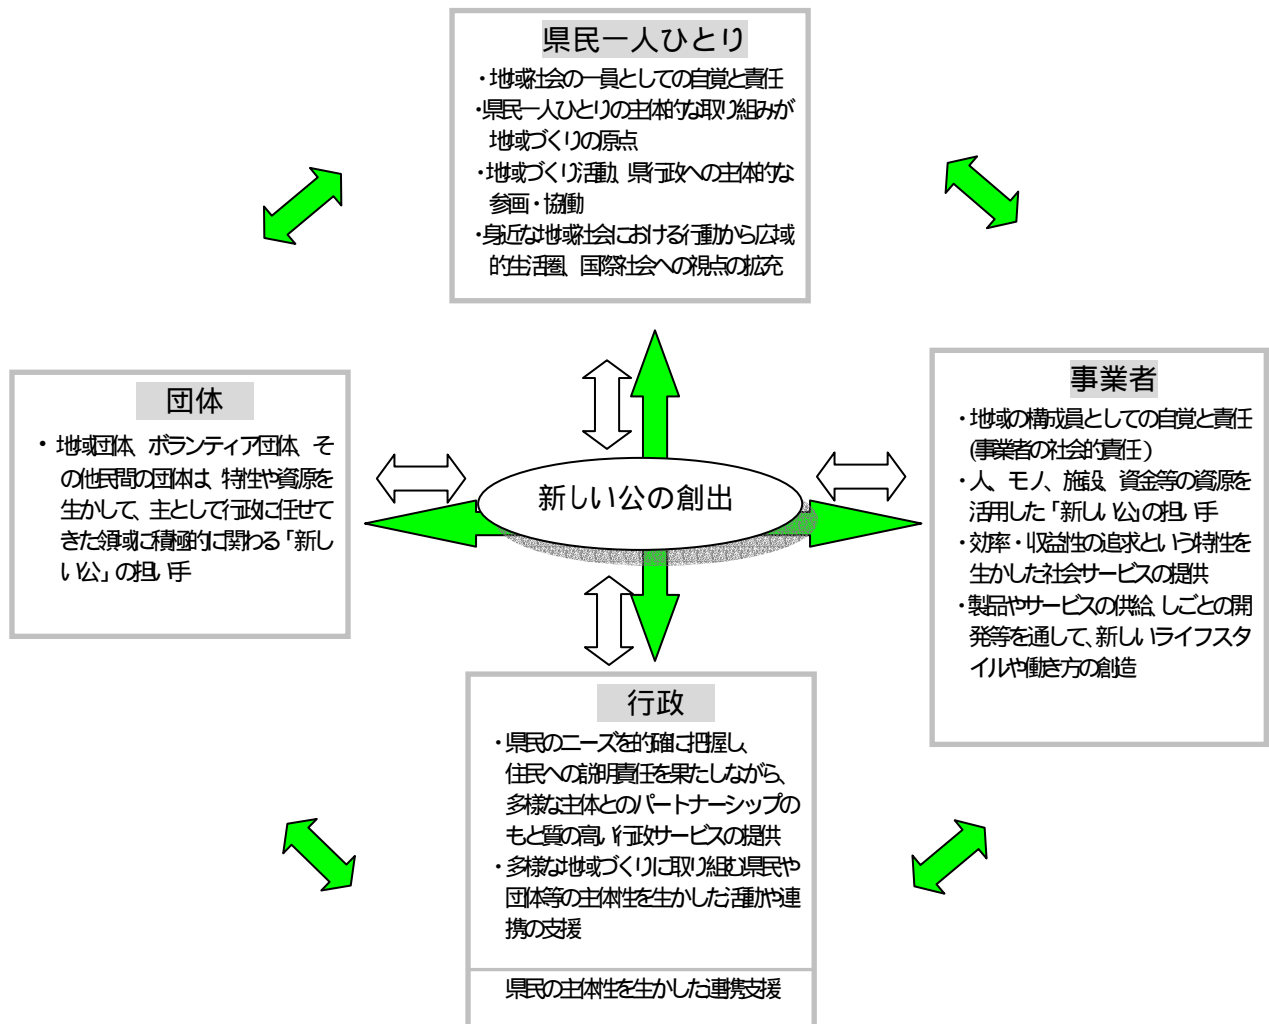 県民一人ひとり
・地域社会の一員としての自覚と責任
・県民一人ひとりの主体的な取り組みが
地域づくりの原点
・地域づくり活動、県行政への主体的な
参画・協働
・身近な地域社会における行動から広域
的生活圏、国際社会への視点の拡充
団体
・地域団体、ボランティア団体、そ
の他民間の団体は、特性や資源を
生かして、主として行政に任せて
きた領域に積極的に関わる「新し
い公」の担い手
新しい公の創出
事業者
・地域の構成員としての自覚と責任
(事業者の社会的責任)
・人、モノ、施設、資金等の資源を
活用した「新しい公」の担い手
・効率・収益性の追求という特性を
生かした社会サービスの提供
・製品やサービスの供給、しごとの開
発等を通して、新しいライフスタ
イルや働き方の創造
行政
・県民のニーズを的確に把握し、
住民への説明責任を果たしながら、
多様な主体とのパートナーシップの
もと質の高い行政サービスの提供
・多様な地域づくりに取り組む県民や
団体等の主体性を生かした活動や連
携の支援
県民の主体性を生かした連携支援